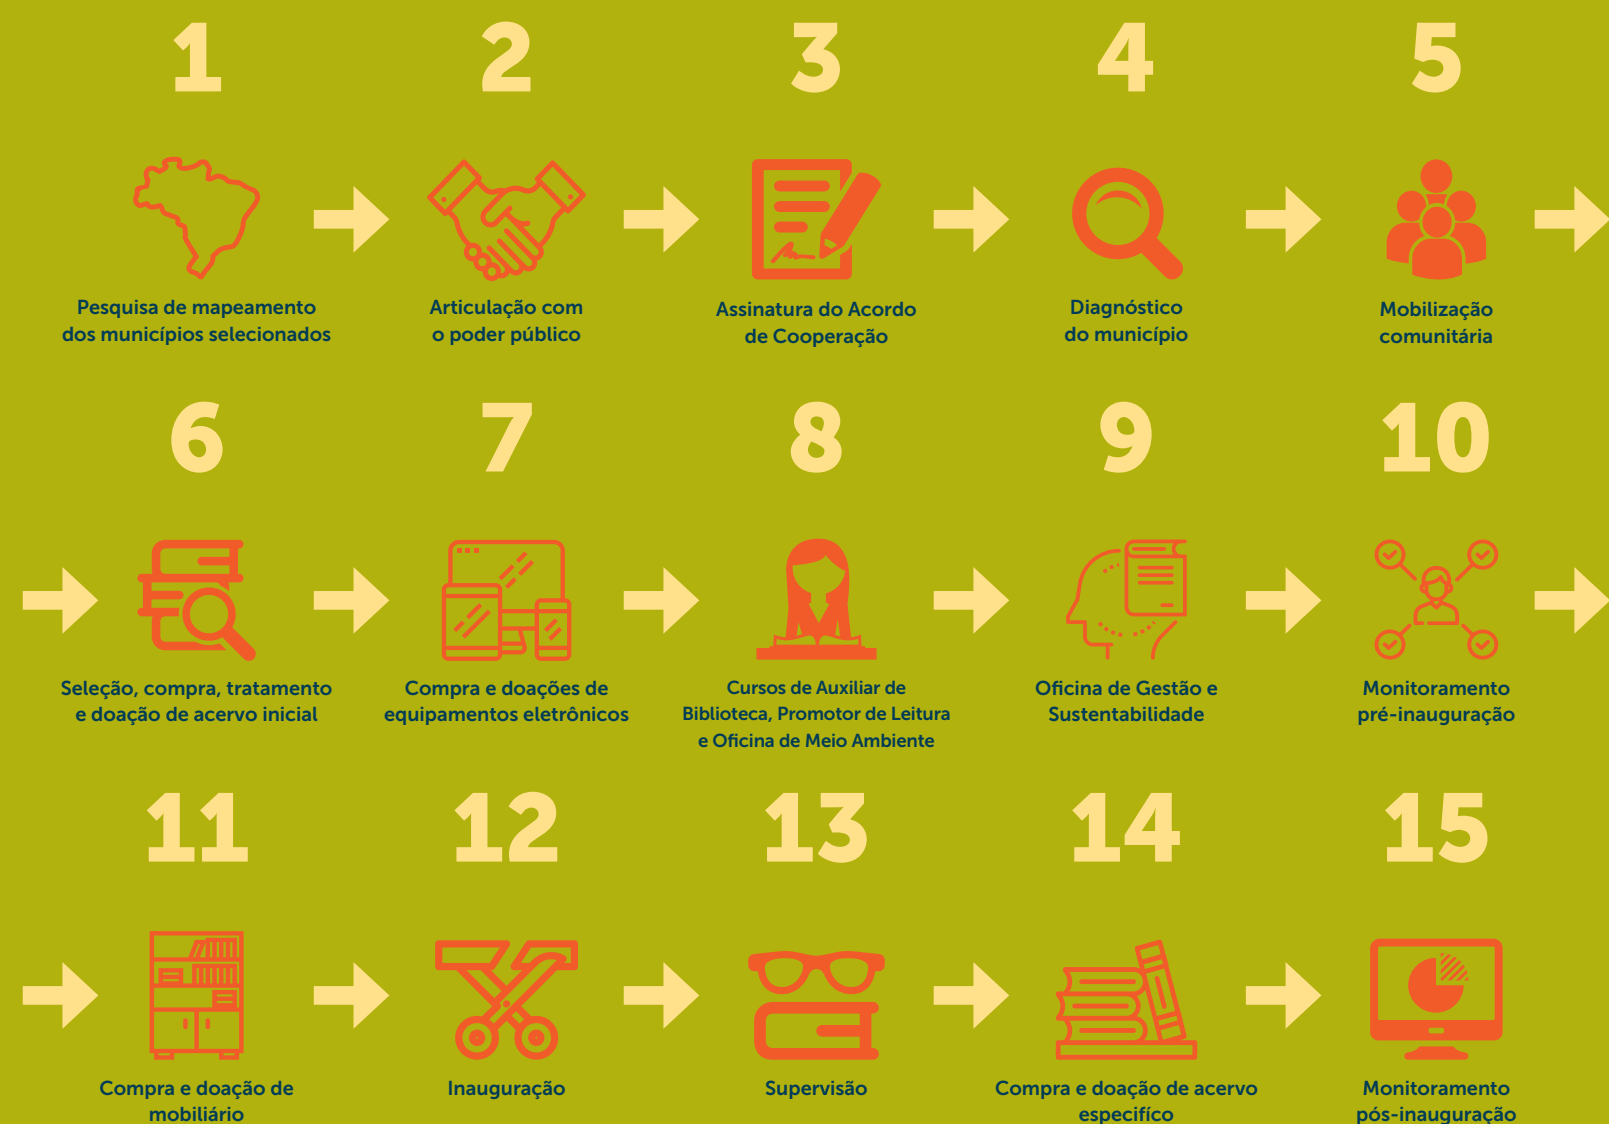 1
2
3
4
5
Pesquisa de mapeamento
dos municípios selecionados
Articulação com
o poder público
Assinatura do Acordo
de Cooperação
Diagnóstico
do município
Mobilização
comunitária
6
7
8
9
10
Seleção, compra, tratamento
e doação de acervo inicial
Compra e doações de
equipamentos eletrônicos
Cursos de Auxiliar de
Biblioteca, Promotor de Leitura
e Oficina de Meio Ambiente
Oficina de Gestão e
Sustentabilidade
Monitoramento
pré-inauguração
11
12
13
14
15
Compra e doação de
mobiliário
Inauguração
Supervisão
Compra e doação de acervo
especifíco
Monitoramento
pós-inauguração